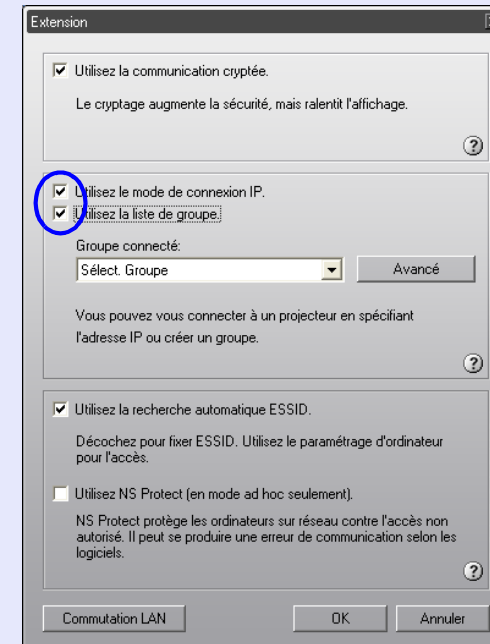 Extension
Utilisez la communication cryptée.
Le cryptage augmente la sécurité, mais ralentit l'affichage.
?
Utilisez le mode de connexion IP.
Utilisez la liste de groupe.
Groupe connecté:
Sélect. Groupe
Avancé
Vous pouvez vous connecter à un projecteur en spécifiant
l'adresse IP ou créer un groupe.
?
Utilisez la recherche automatique ESSID.
Décochez pour fixer ESSID. Utilisez le paramétrage d'ordinateur
pour l'accès.
Utilisez NS Protect (en mode ad hoc seulement).
NS Protect protège les ordinateurs sur réseau contre l'accès non
autorisé. Il peut se produire une erreur de communication selon les
logiciels.
?
Commutation LAN OK Annuler